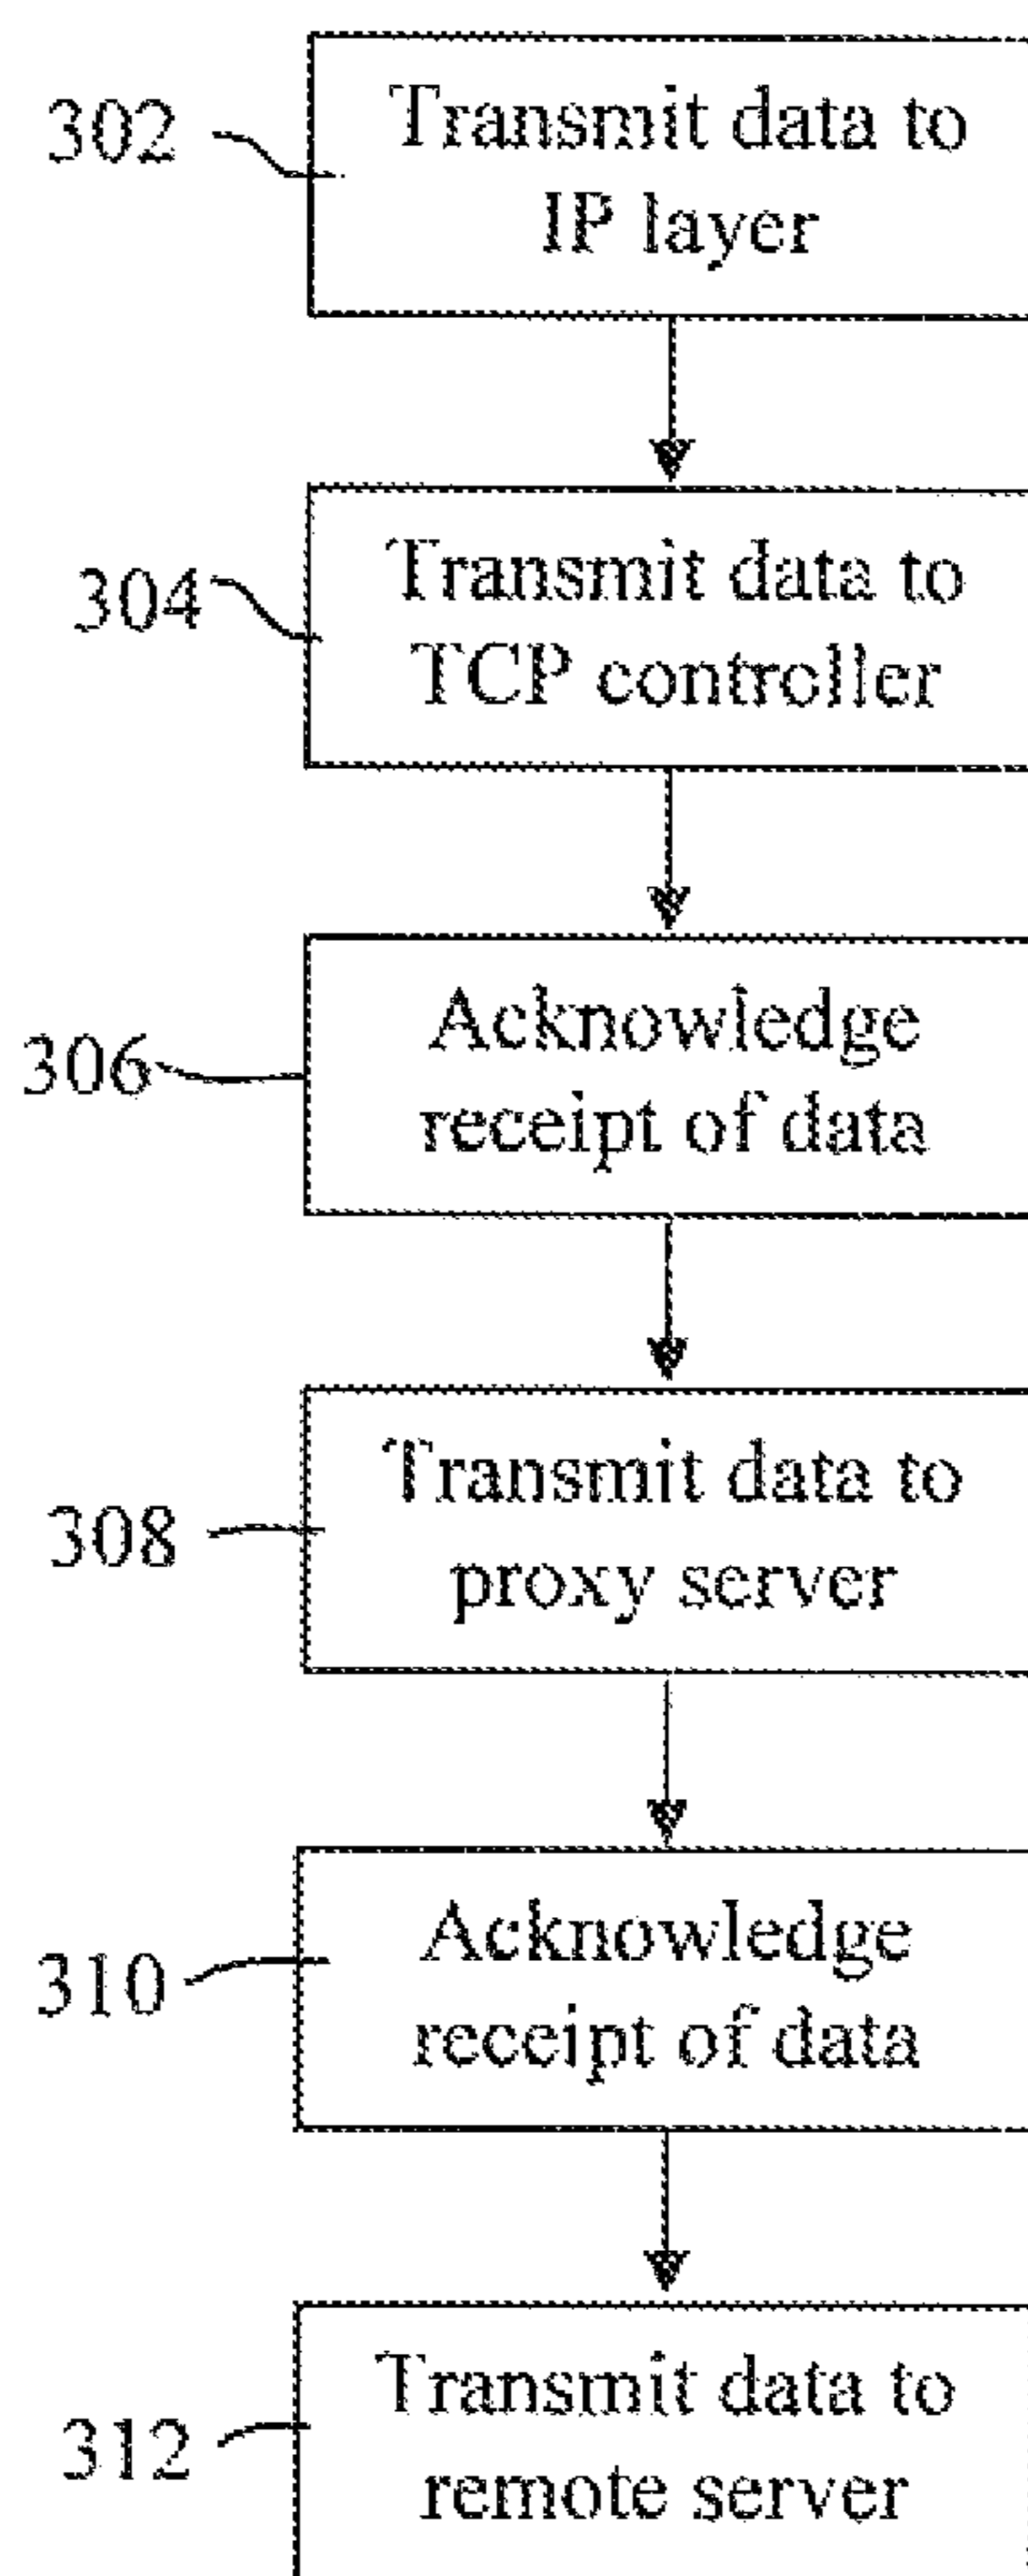 302
Transmit data to
IP layer
304
Transmit data to
TCP controller
306
Acknowledge
receipt of data
308
Transmit data to
proxy server
310
Acknowledge
receipt of data
312
Transmit data to
remote server